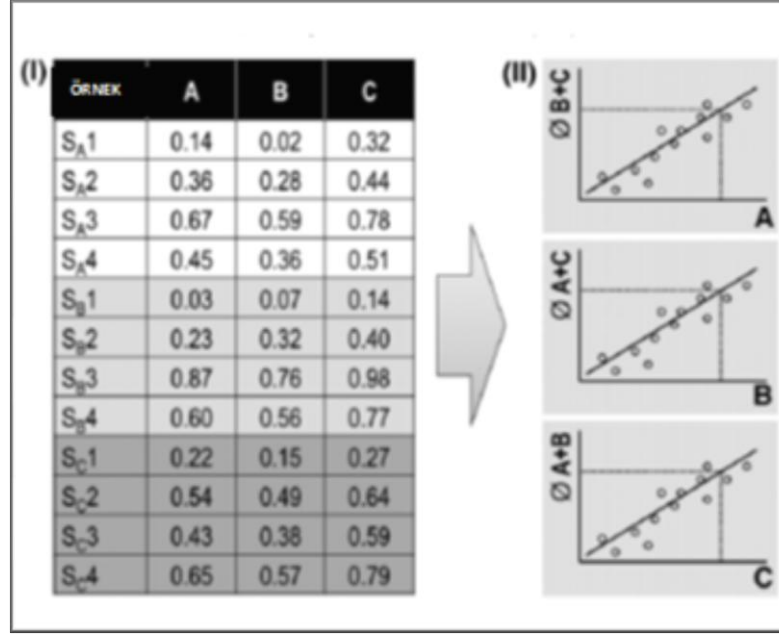 (I)
ÖRNEK A B C
SA1 0.14 0.02 0.32
SA2 0.36 0.28 0.44
SA3 0.67 0.59 0.78
SA4 0.45 0.36 0.51
SB1 0.03 0.07 0.14
SB2 0.23 0.32 0.40
SB3 0.87 0.76 0.98
SB4 0.60 0.56 0.77
SC1 0.22 0.15 0.27
SC2 0.54 0.49 0.64
SC3 0.43 0.38 0.59
SC4 0.65 0.57 0.79
(II)
Ø B+C
A
Ø A+C
B
Ø A+B
C